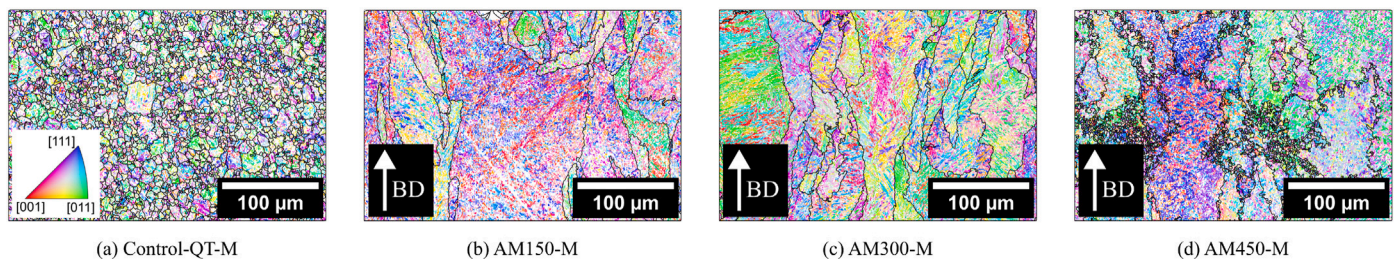 [111]
[001] [011]
100 µm
BD
100 µm
BD
100 µm
BD
100 µm
(a) Control-QT-M
(b) AM150-M
(c) AM300-M
(d) AM450-M